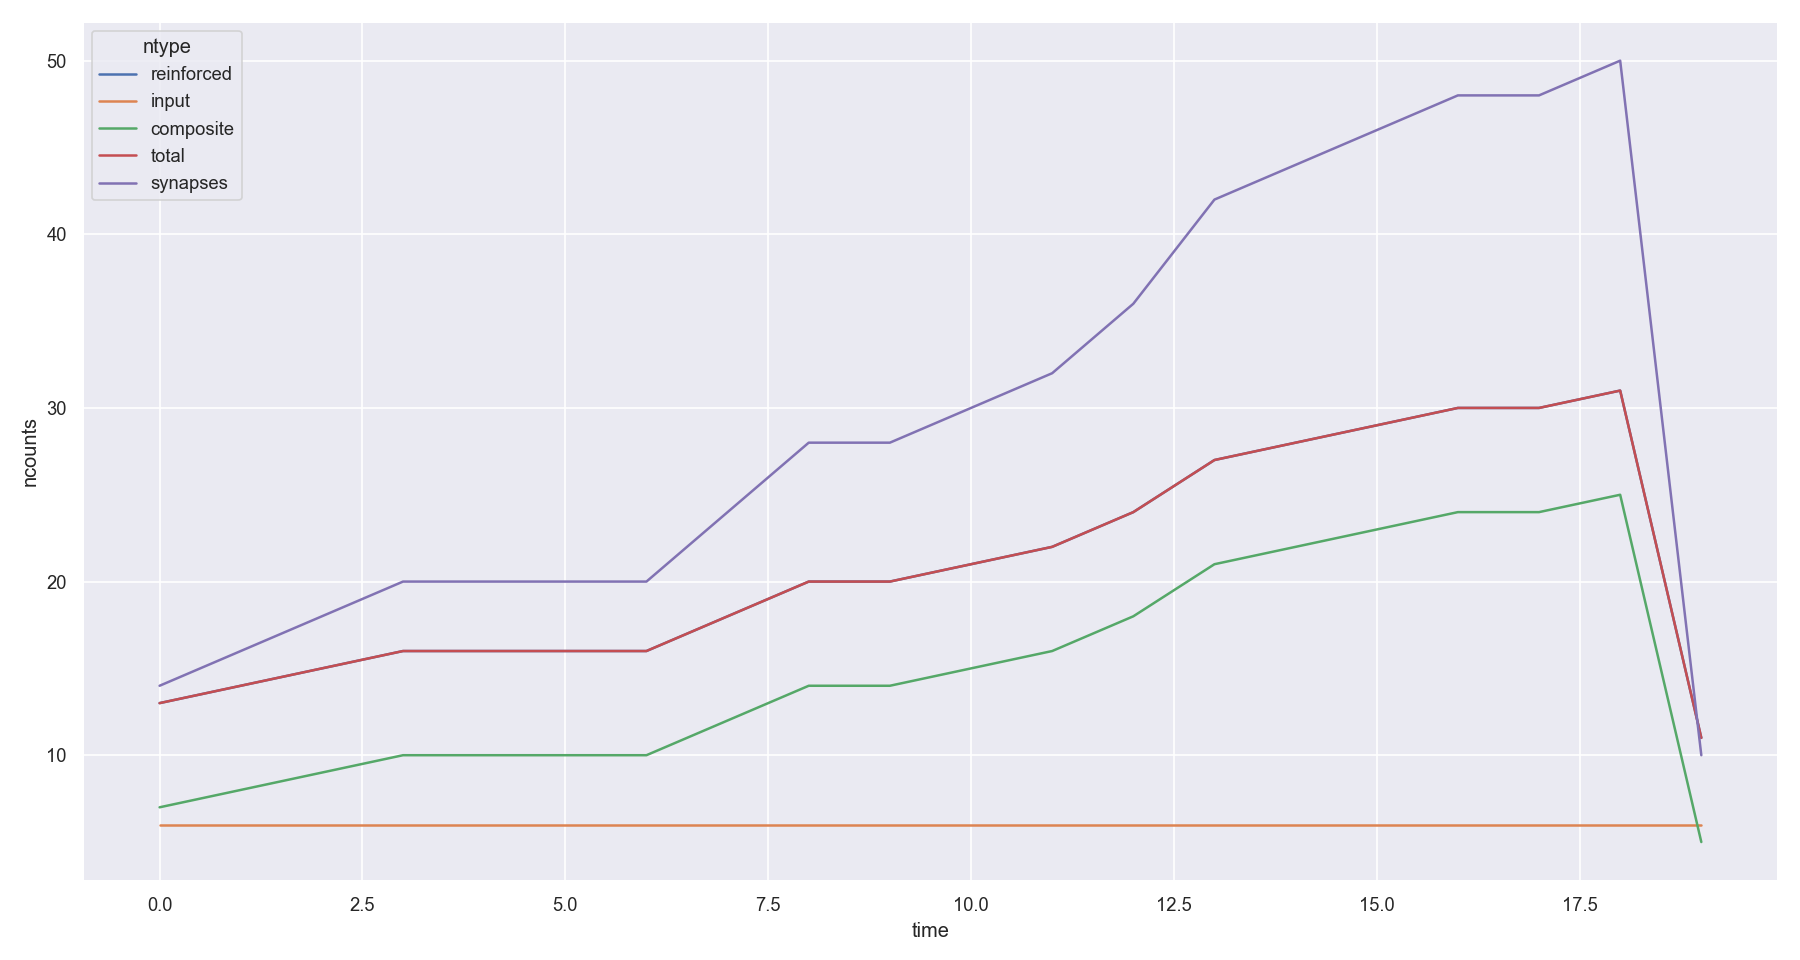 ntype
reinforced
input
composite
total
synapses
50
40
30
20
10
ncounts
0.0 2.5 5.0 7.5 10.0 12.5 15.0 17.5
time